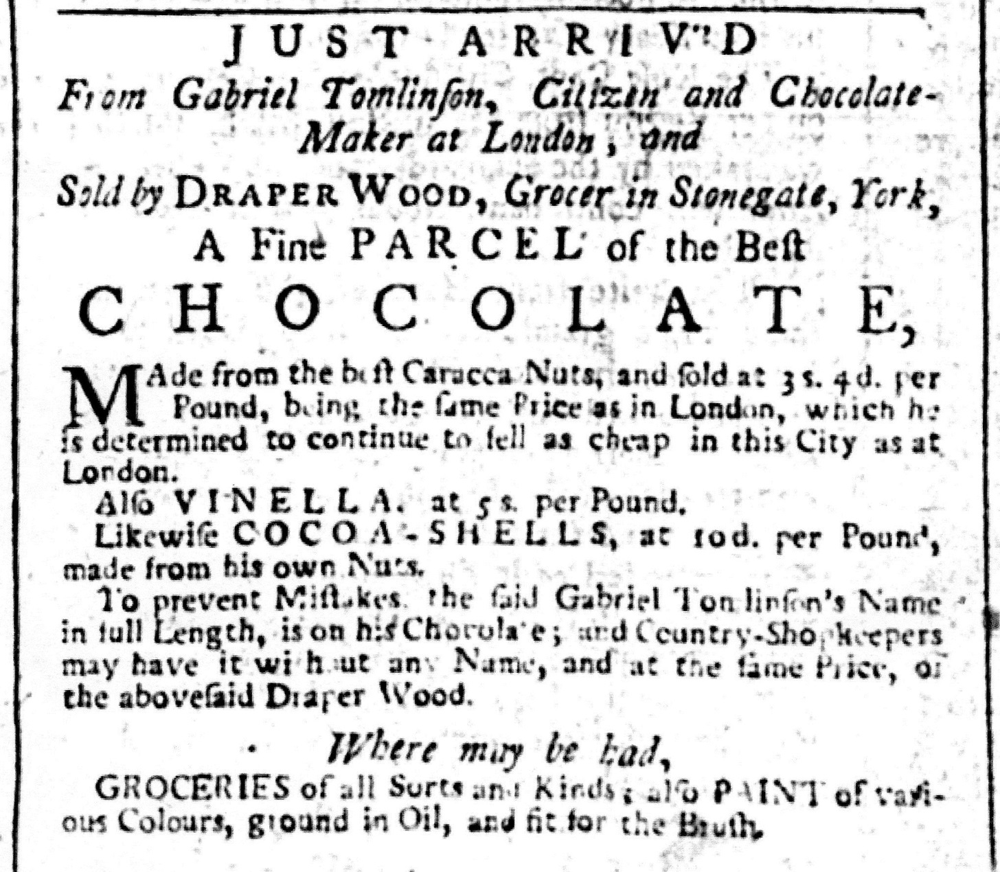 JUST ARRIV'D
From Gabriel Tomlinſon, Citizen and Chocolate-
Maker at London, and
Sold by DRAPER WOOD, Grocer in Stonegate, York,
A Fine PARCEL of the Beſt
CHOCOLATE,
MAde from the beſt Caracca Nuts, and ſold at 3 s. 4 d. per
Pound, being the ſame Price as in London, which he
is determined to continue to ſell as cheap in this City as at
London.
Alſo VINELLA. at 5 s. per Pound.
Likewiſe COCOA-SHELLS, at 10d. per Pound,
made from his own Nuts.
To prevent Miſtakes. the ſaid Gabriel Tomlinſon's Name
in full Length, is on his Chocolate; and Country-Shopkeepers
may have it without any Name, and at the ſame Price, of
the aboveſaid Draper Wood.
Where may be had,
GROCERIES of all Sorts and Kinds; alſo PAINT of vari-
ous Colours, ground in Oil, and fit for the Bruſh.